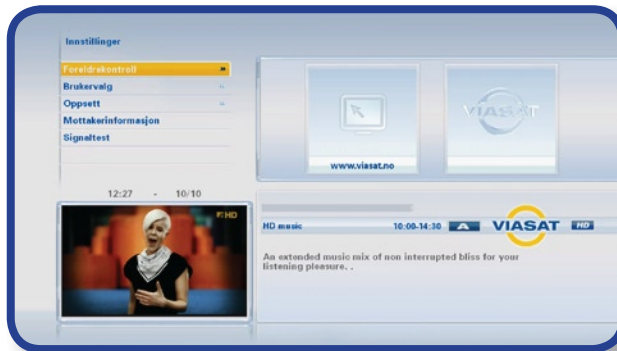 Innstillinger
Foreldrekontroll »
Brukervalg »
Oppsett »
Mottakerinformasjon
Signaltest
www.viasat.no
VIASAT
12:27 - 10/10
HD
HD music 10:00-14:30 A VIASAT HD
An extended music mix of non interrupted bliss for your
listening pleasure. .